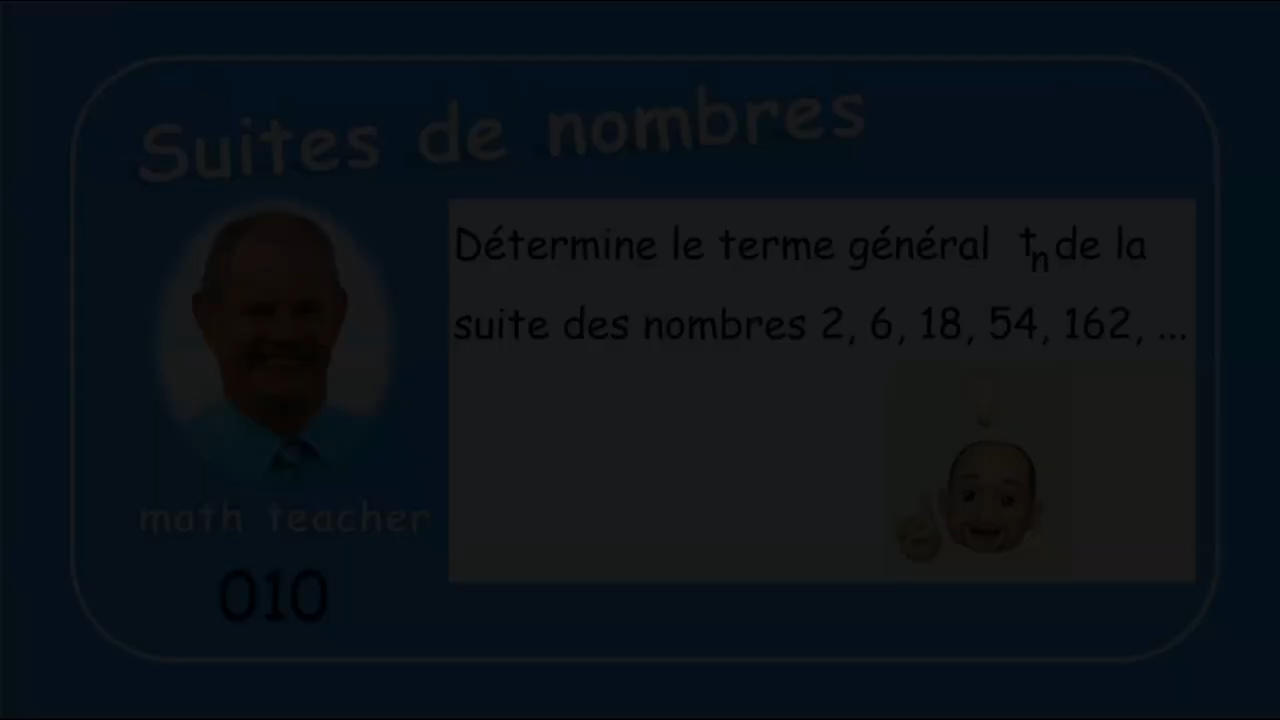 Suites de nombres
Détermine le terme général tn de la
suite des nombres 2, 6, 18, 54, 162, ...
math teacher
010